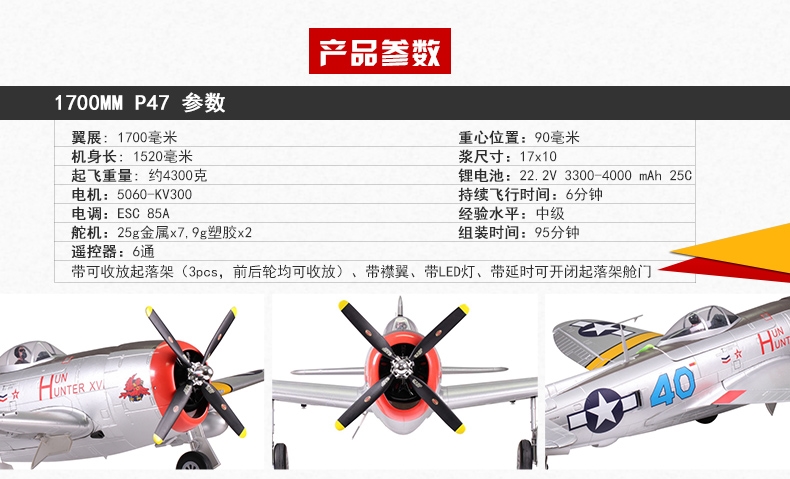 产品参数
1700MM P47 参数
翼展: 1700毫米
重心位置: 90毫米
机身长: 1520毫米
浆尺寸: 17x10
起飞重量: 约4300克
锂电池: 22.2V 3300-4000 mAh 25C
电机: 5060-KV300
持续飞行时间: 6分钟
电调: ESC 85A
经验水平: 中级
舵机: 25g金属x7,9g塑胶x2
组装时间: 95分钟
遥控器: 6通
带可收放起落架（3pcs，前后轮均可收放）、带襟翼、带LED灯、带延时可开闭起落架舱门
HUN
HUNTER XVI
HUN
HUNTER
40